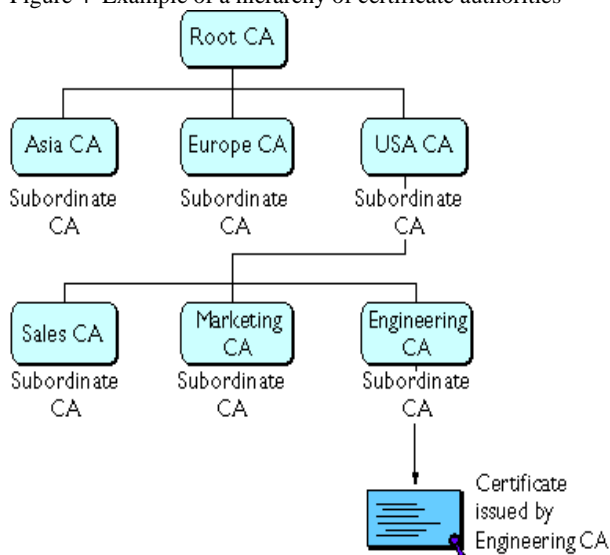 Figure 4 Example of a hierarchy of certificate authorities
Root CA
Asia CA
Europe CA
USA CA
Subordinate
CA
Subordinate
CA
Subordinate
CA
Sales CA
Marketing
CA
Engineering
CA
Subordinate
CA
Subordinate
CA
Subordinate
CA
Certificate
issued by
Engineering CA